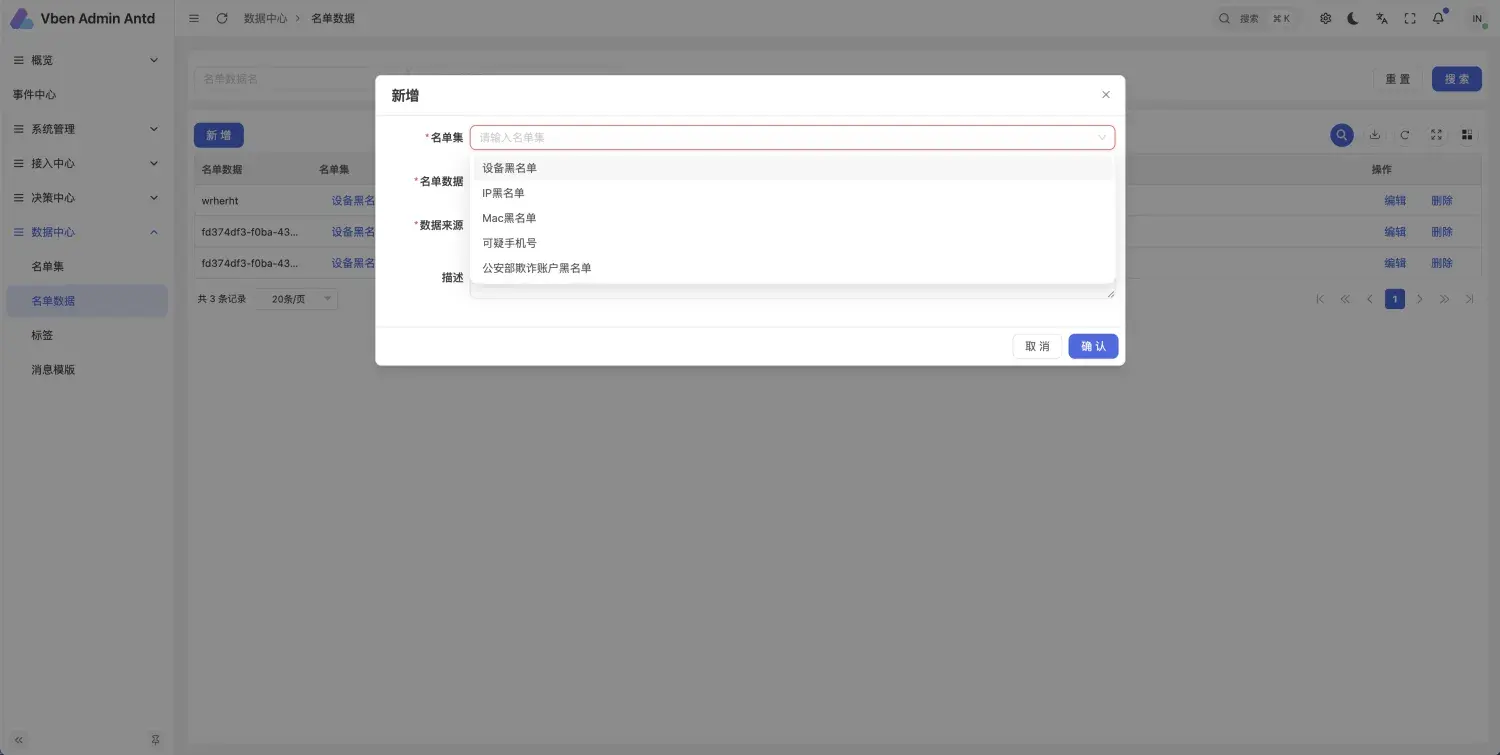 Vben Admin Antd
数据中心 > 名单数据
搜索 ⌘ K
IN
概览
事件中心
系统管理
接入中心
决策中心
数据中心
名单集
名单数据
标签
消息模版
名单数据名
重 置
搜 索
新 增
名单数据 名单集 操作
wrherht 设备黑名 编辑 删除
fd374df3-f0ba-43... 设备黑名 编辑 删除
fd374df3-f0ba-43... 设备黑名 编辑 删除
共 3 条记录 20条/页 1
新增
*名单集 请输入名单集
设备黑名单
*名单数据
IP黑名单
Mac黑名单
*数据来源
可疑手机号
公安部欺诈账户黑名单
描述
取 消 确 认